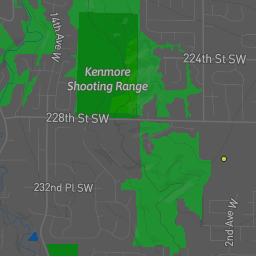 14th Ave W
224th St SW
Kenmore
Shooting Range
228th St SW
232nd Pl SW
2nd Ave W